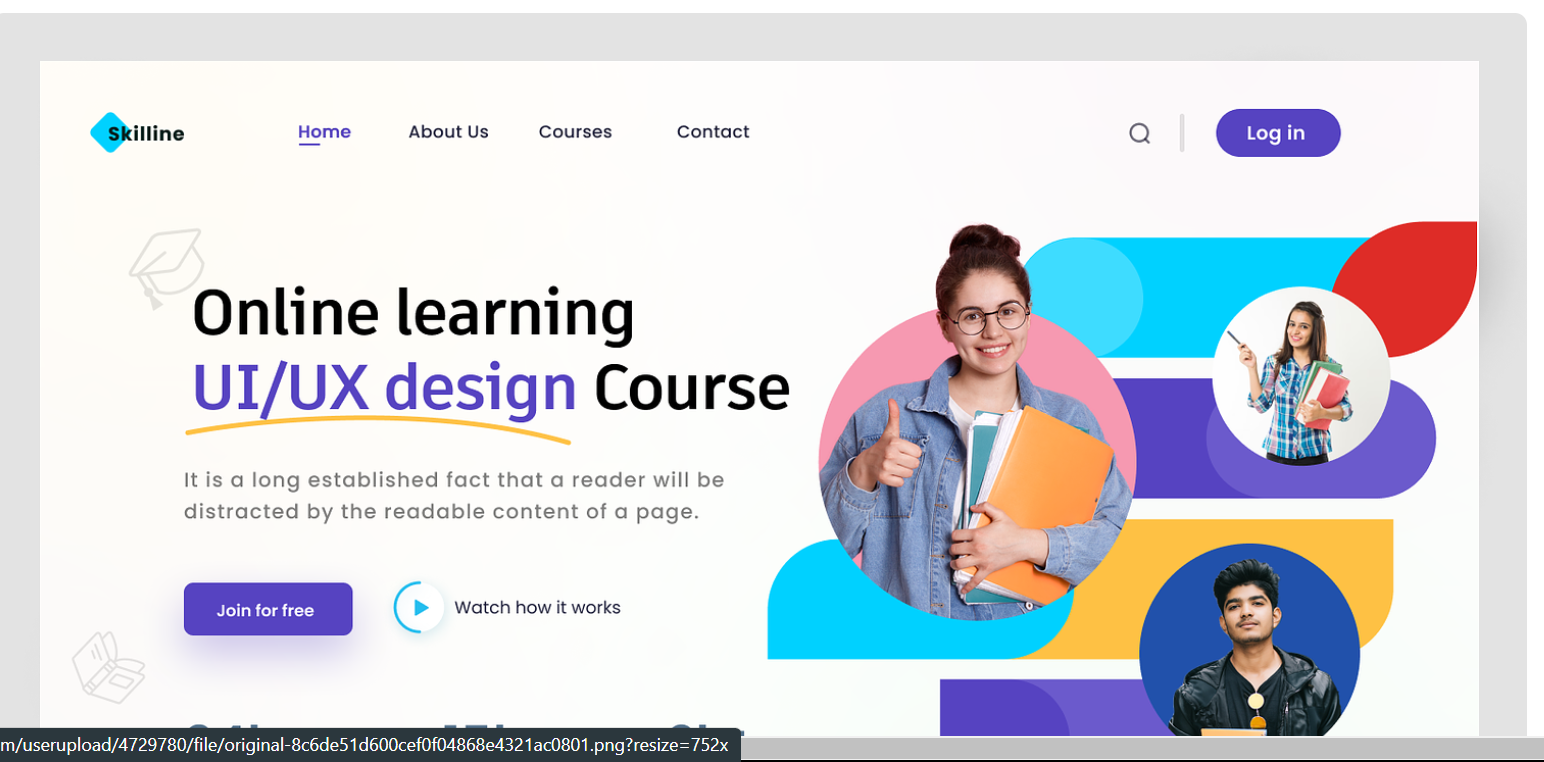 Skilline
Home
About Us
Courses
Contact
Log in
Online learning
UI/UX design Course
It is a long established fact that a reader will be
distracted by the readable content of a page.
Join for free
Watch how it works
m/userupload/4729780/file/original-8c6de51d600cef0f04868e4321ac0801.png?resize=752x